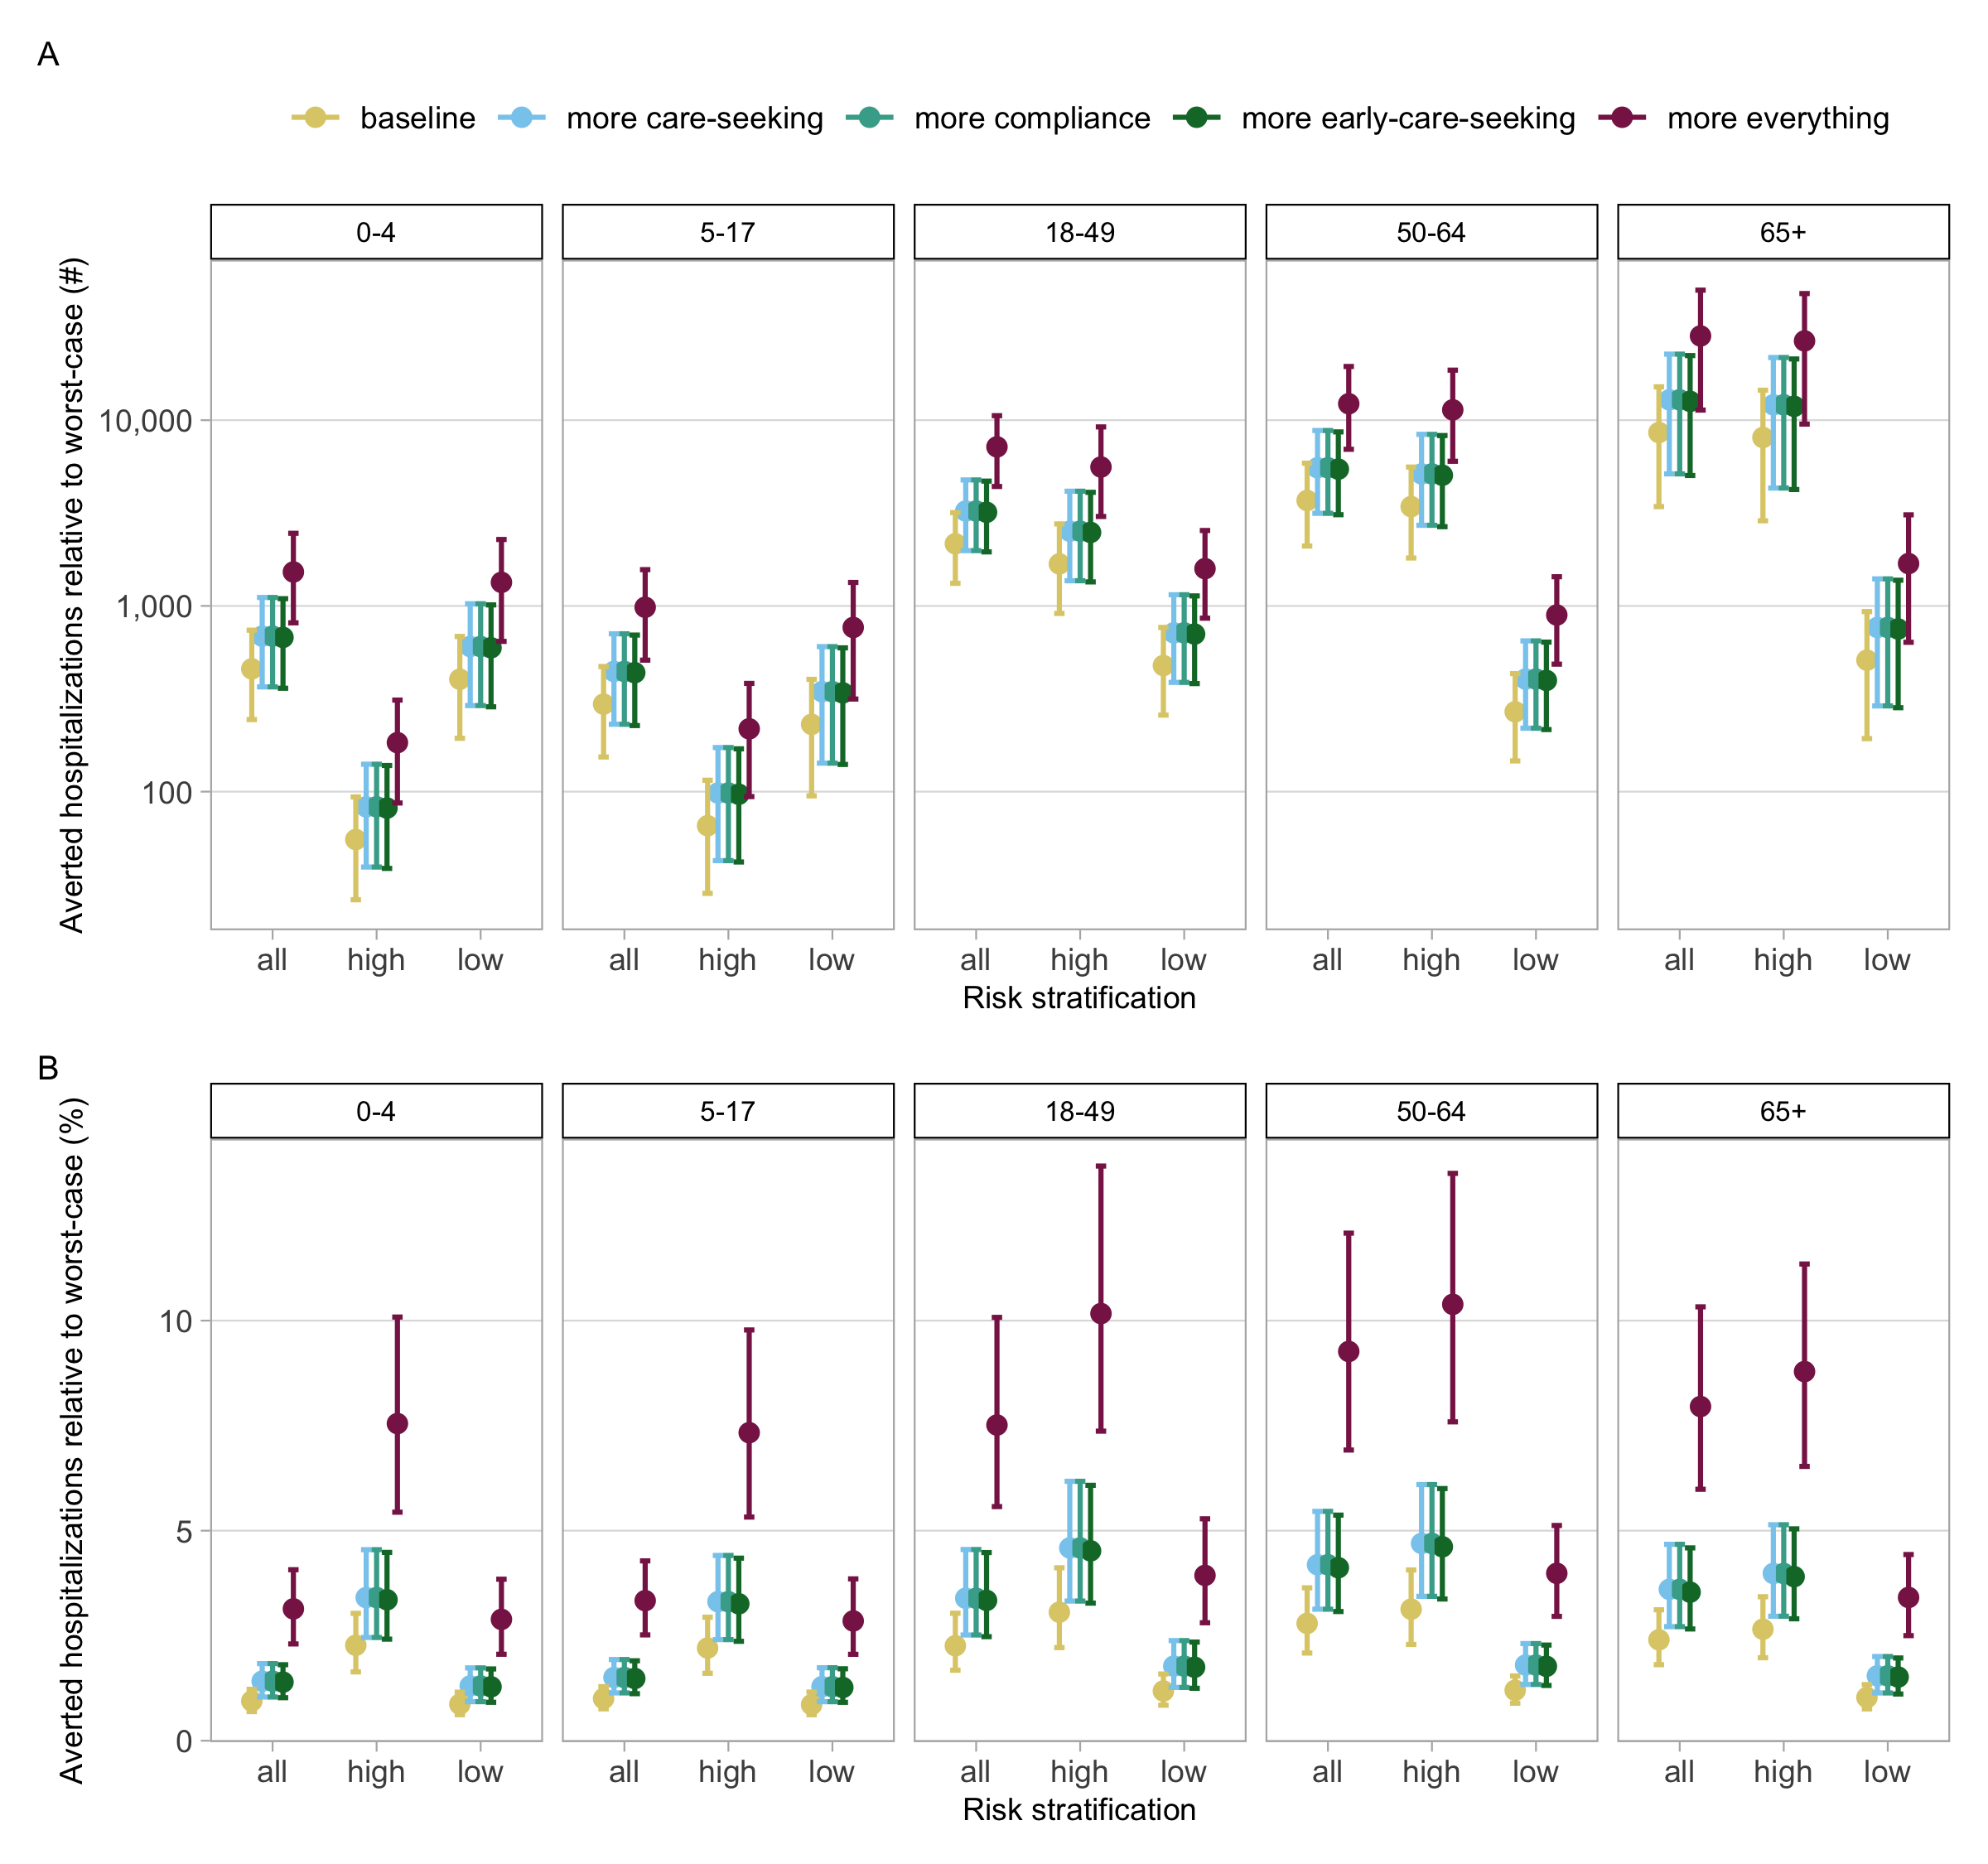 A
baseline more care-seeking more compliance more early-care-seeking more everything
0-4 5-17 18-49 50-64 65+
Averted hospitalizations relative to worst-case (#)
10,000
1,000
100
all high low all high low all high low all high low all high low
Risk stratification
B
0-4 5-17 18-49 50-64 65+
Averted hospitalizations relative to worst-case (%)
10
5
0
all high low all high low all high low all high low all high low
Risk stratification